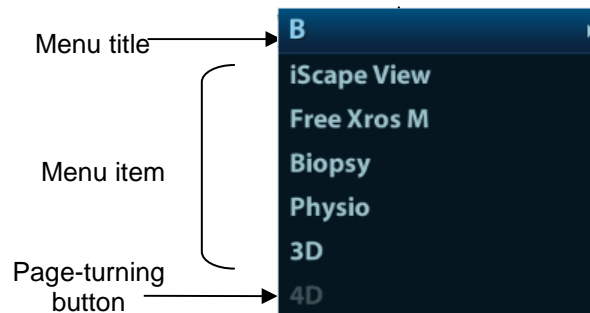 Menu title
B
iScape View
Free Xros M
Menu item
Biopsy
Physio
3D
Page-turning
button
4D